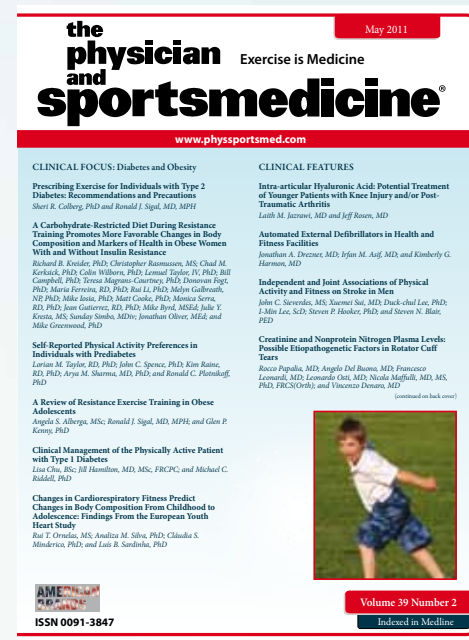 May 2011
the
physician
Exercise is Medicine
and
sportsmedicine®
www.physsportsmed.com
CLINICAL FOCUS: Diabetes and Obesity
Prescribing Exercise for Individuals with Type 2
Diabetes: Recommendations and Precautions
Sheri R. Colberg, PhD and Ronald J. Sigal, MD, MPH
A Carbohydrate-Restricted Diet During Resistance
Training Promotes More Favorable Changes in Body
Composition and Markers of Health in Obese Women
With and Without Insulin Resistance
Richard B. Kreider, PhD; Christopher Rasmussen, MS; Chad M.
Kerksick, PhD; Colin Wilborn, PhD; Lemuel Taylor, IV, PhD; Bill
Campbell, PhD; Teresa Magrans-Courtney, PhD; Donovan Fogt,
PhD; Maria Ferreira, RD, PhD; Rui Li, PhD; Melyn Galbreath,
NP, PhD; Mike Iosia, PhD; Matt Cooke, PhD; Monica Serra,
RD, PhD; Jean Gutierrez, RD, PhD; Mike Byrd, MSEd; Julie Y.
Kresta, MS; Sunday Simbo, MDiv; Jonathan Oliver, MEd; and
Mike Greenwood, PhD
Self-Reported Physical Activity Preferences in
Individuals with Prediabetes
Lorian M. Taylor, RD, PhD; John C. Spence, PhD; Kim Raine,
RD, PhD; Arya M. Sharma, MD, PhD; and Ronald C. Plotnikoff,
PhD
A Review of Resistance Exercise Training in Obese
Adolescents
Angela S. Alberga, MSc; Ronald J. Sigal, MD, MPH; and Glen P.
Kenny, PhD
Clinical Management of the Physically Active Patient
with Type 1 Diabetes
Lisa Chu, BSc; Jill Hamilton, MD, MSc, FRCPC; and Michael C.
Riddell, PhD
Changes in Cardiorespiratory Fitness Predict
Changes in Body Composition From Childhood to
Adolescence: Findings From the European Youth
Heart Study
Rui T. Ornelas, MS; Analiza M. Silva, PhD; Cláudia S.
Minderico, PhD; and Luís B. Sardinha, PhD
CLINICAL FEATURES
Intra-articular Hyaluronic Acid: Potential Treatment
of Younger Patients with Knee Injury and/or Post-
Traumatic Arthritis
Laith M. Jazrawi, MD and Jeff Rosen, MD
Automated External Defibrillators in Health and
Fitness Facilities
Jonathan A. Drezner, MD; Irfan M. Asif, MD; and Kimberly G.
Harmon, MD
Independent and Joint Associations of Physical
Activity and Fitness on Stroke in Men
John C. Sieverdes, MS; Xuemei Sui, MD; Duck-chul Lee, PhD;
I-Min Lee, ScD; Steven P. Hooker, PhD; and Steven N. Blair,
PED
Creatinine and Nonprotein Nitrogen Plasma Levels:
Possible Etiopathogenetic Factors in Rotator Cuff
Tears
Rocco Papalia, MD; Angelo Del Buono, MD; Francesco
Leonardi, MD; Leonardo Osti, MD; Nicola Maffulli, MD, MS,
PhD, FRCS(Orth); and Vincenzo Denaro, MD
(continued on back cover)
AMERICAN
BRANDS
ISSN 0091-3847
Volume 39 Number 2
Indexed in Medline